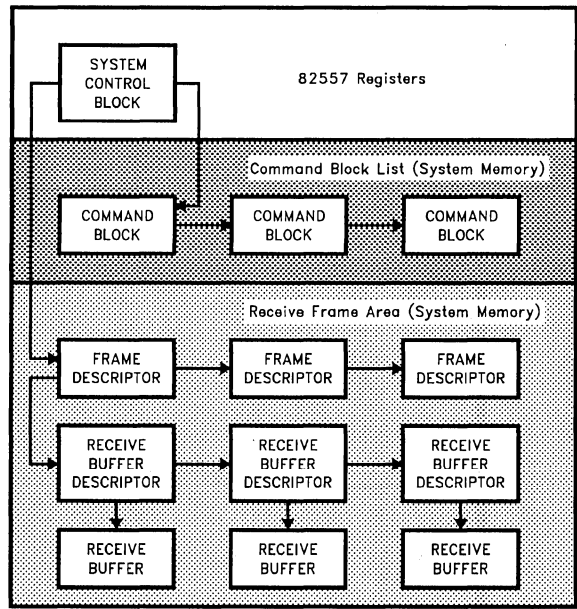 SYSTEM
CONTROL
BLOCK
82557 Registers
Command Block List (System Memory)
COMMAND
BLOCK
COMMAND
BLOCK
COMMAND
BLOCK
Receive Frame Area (System Memory)
FRAME
DESCRIPTOR
FRAME
DESCRIPTOR
FRAME
DESCRIPTOR
RECEIVE
BUFFER
DESCRIPTOR
RECEIVE
BUFFER
DESCRIPTOR
RECEIVE
BUFFER
DESCRIPTOR
RECEIVE
BUFFER
RECEIVE
BUFFER
RECEIVE
BUFFER